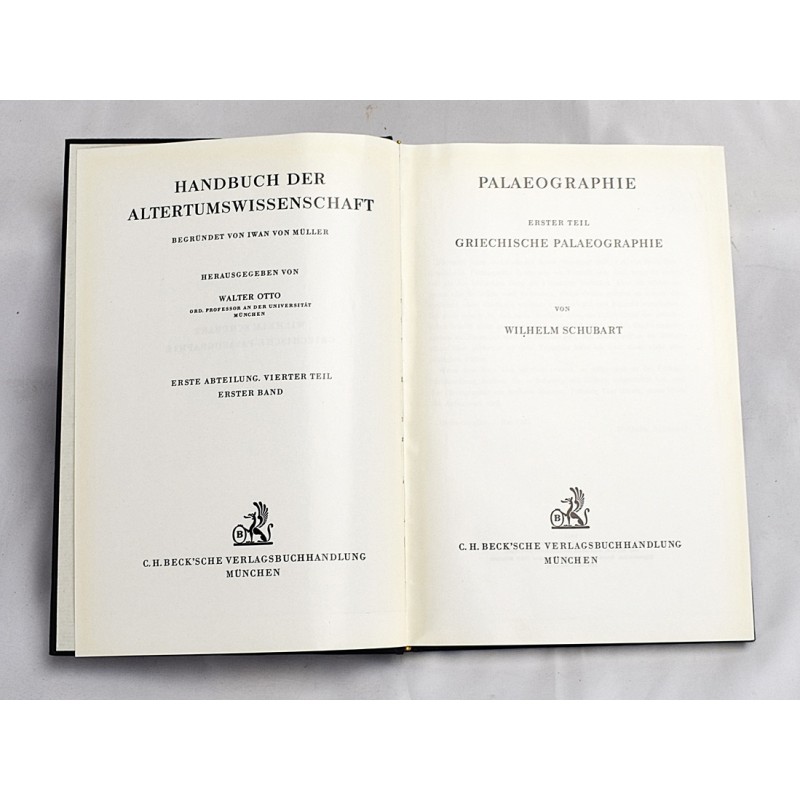 HANDBUCH DER
ALTERTUMSWISSENSCHAFT
BEGRÜNDET VON IWAN VON MÜLLER
HERAUSGEGEBEN VON
WALTER OTTO
ORD. PROFESSOR AN DER UNIVERSITÄT
MÜNCHEN
ERSTE ABTEILUNG. VIERTER TEIL
ERSTER BAND
B
C. H. BECK'SCHE VERLAGSBUCHHANDLUNG
MÜNCHEN
PALAEOGRAPHIE
ERSTER TEIL
GRIECHISCHE PALAEOGRAPHIE
VON
WILHELM SCHUBART
B
C. H. BECK'SCHE VERLAGSBUCHHANDLUNG
MÜNCHEN